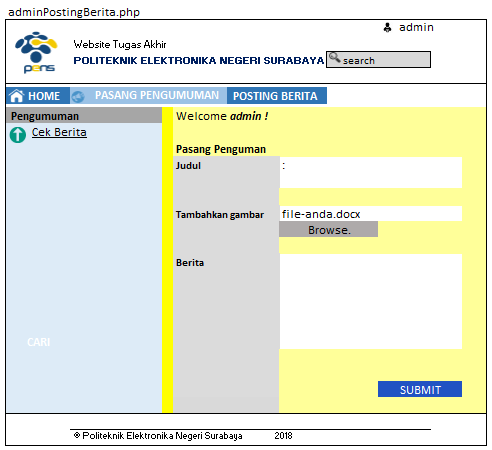 adminPostingBerita.php
admin
Website Tugas Akhir
POLITEKNIK ELEKTRONIKA NEGERI SURABAYA
search
pens
HOME
PASANG PENGUMUMAN
POSTING BERITA
Pengumuman
Cek Berita
CARI
Welcome admin !
Pasang Penguman
Judul :
Tambahkan gambar file-anda.docx
Browse.
Berita
SUBMIT
® Politeknik Elektronika Negeri Surabaya 2018